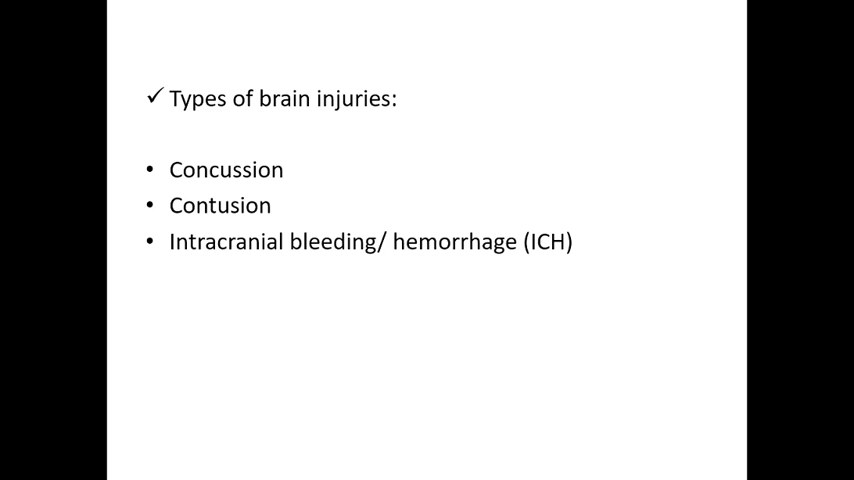 ✓ Types of brain injuries:
• Concussion
• Contusion
• Intracranial bleeding/ hemorrhage (ICH)